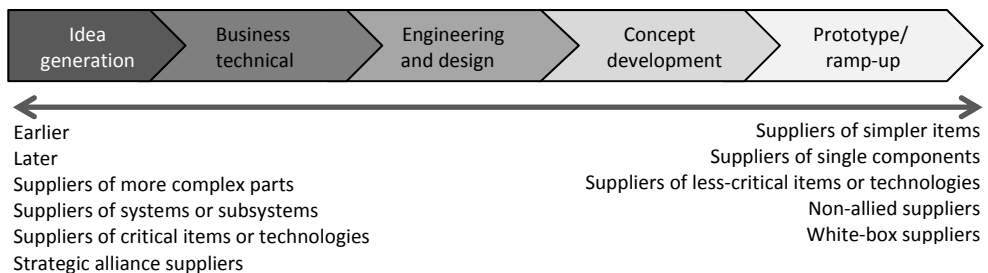 Idea
generation
Business
technical
Engineering
and design
Concept
development
Prototype/
ramp-up
Earlier
Later
Suppliers of more complex parts
Suppliers of systems or subsystems
Suppliers of critical items or technologies
Strategic alliance suppliers
Suppliers of simpler items
Suppliers of single components
Suppliers of less-critical items or technologies
Non-allied suppliers
White-box suppliers